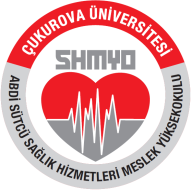 ÇUKUROVA ÜNİVERSİTESİ
SHMYO
ABDİ SÜTCÜ SAĞLIK HİZMETLERİ MESLEK YÜKSEKOKULU